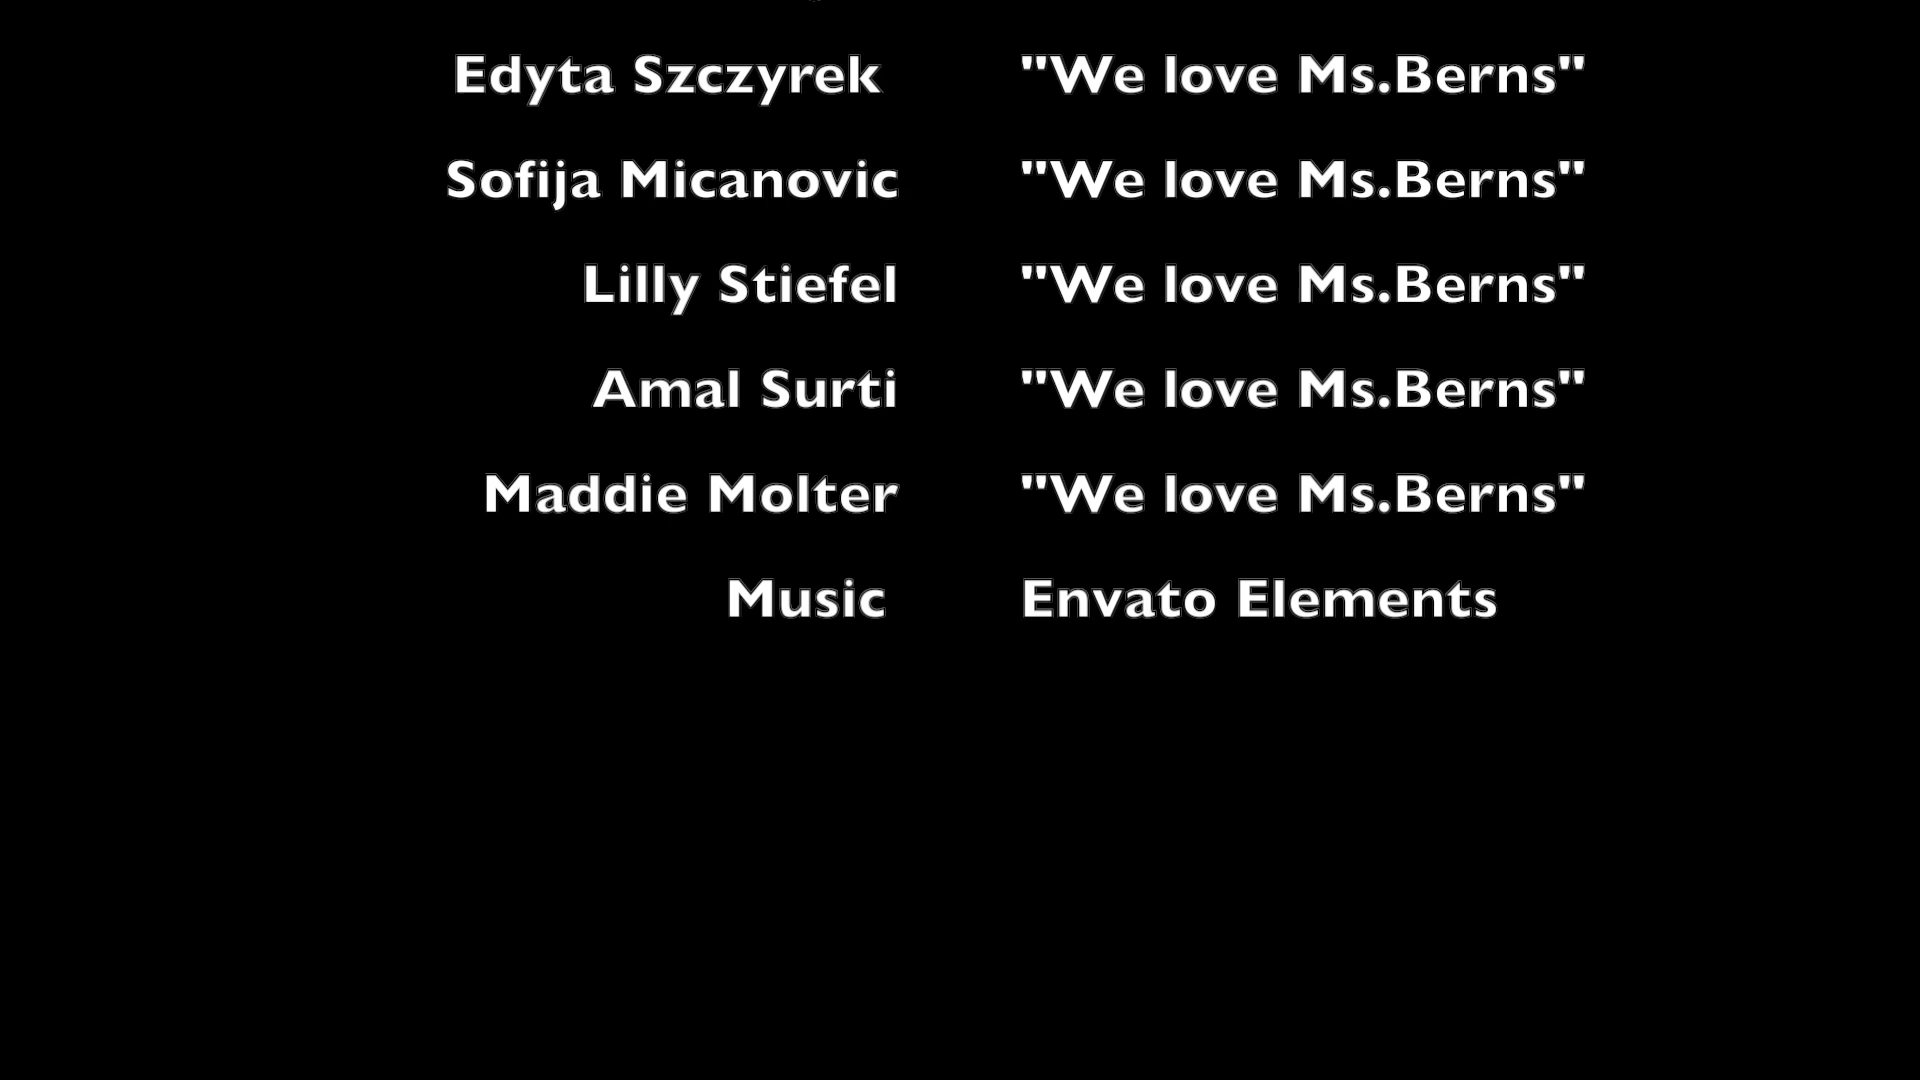 Edyta Szczyrek "We love Ms.Berns"
Sofija Micanovic "We love Ms.Berns"
Lilly Stiefel "We love Ms.Berns"
Amal Surti "We love Ms.Berns"
Maddie Molter "We love Ms.Berns"
Music Envato Elements